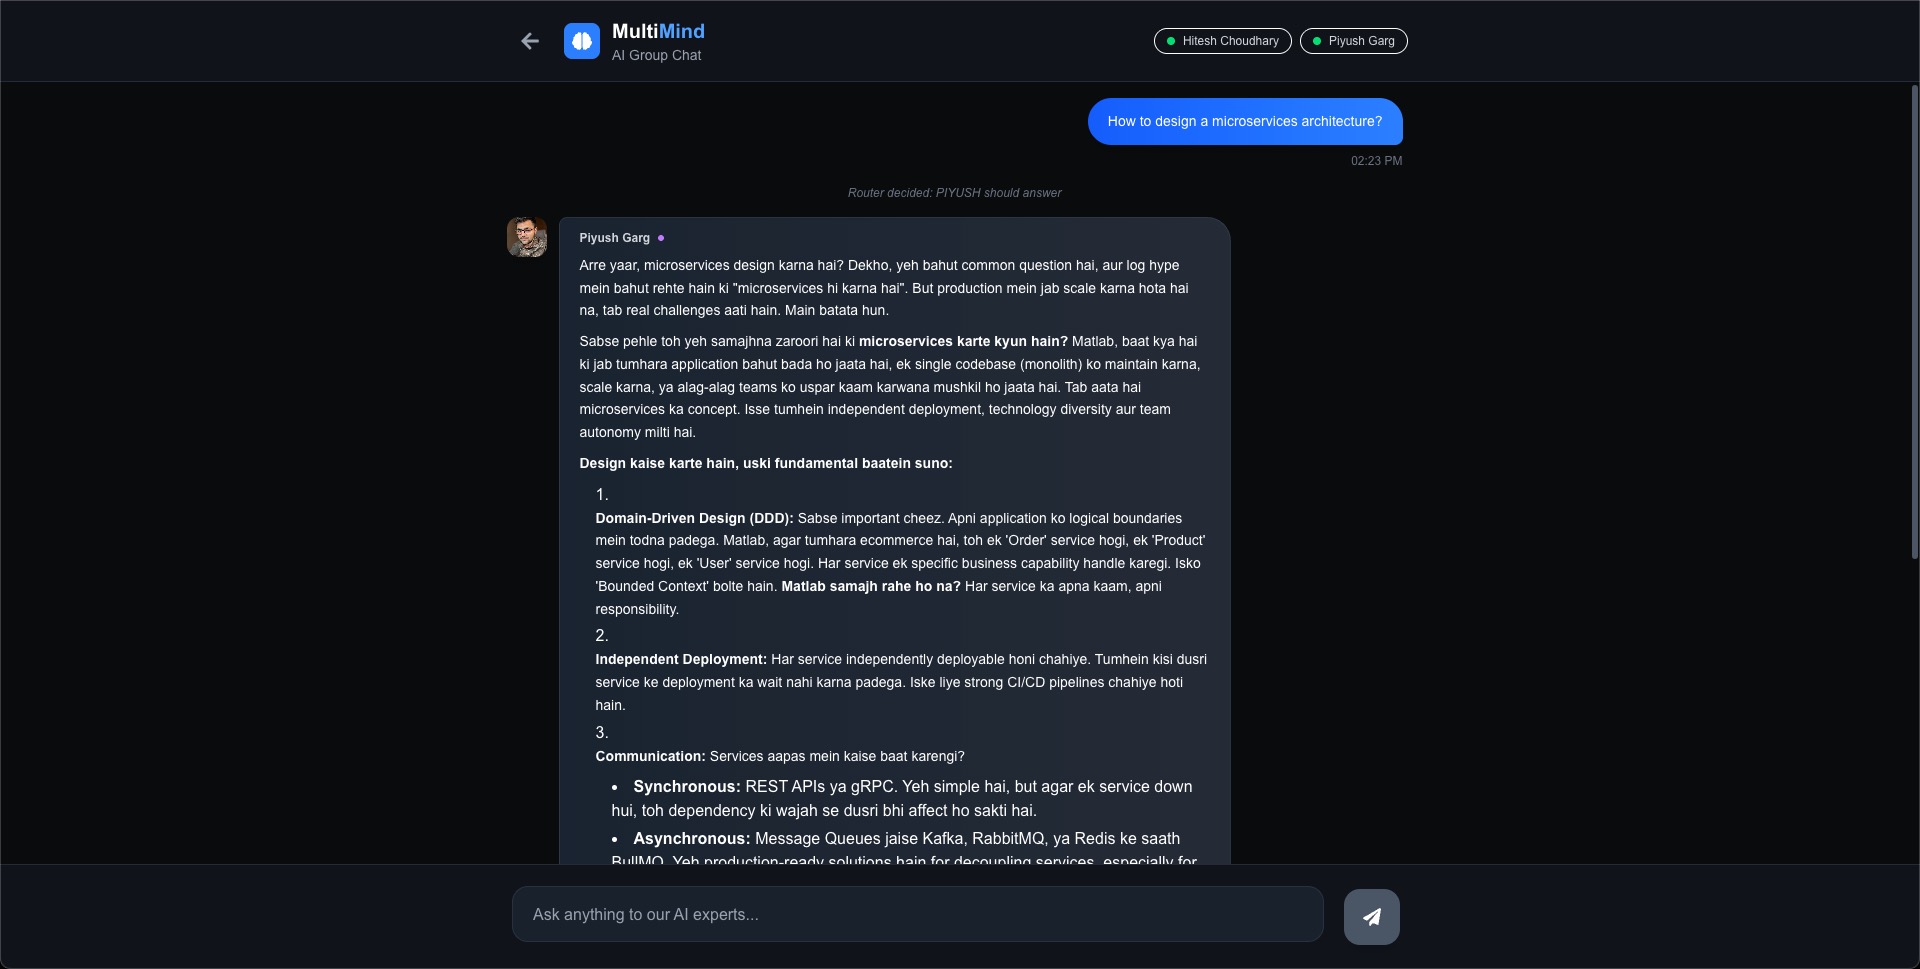 MultiMind
AI Group Chat
Hitesh Choudhary
Piyush Garg
How to design a microservices architecture?
02:23 PM
Router decided: PIYUSH should answer
Piyush Garg
Arre yaar, microservices design karna hai? Dekho, yeh bahut common question hai, aur log hype
mein bahut rehte hain ki "microservices hi karna hai". But production mein jab scale karna hota hai
na, tab real challenges aati hain. Main batata hun.
Sabse pehle toh yeh samajhna zaroori hai ki microservices karte kyun hain? Matlab, baat kya hai
ki jab tumhara application bahut bada ho jaata hai, ek single codebase (monolith) ko maintain karna,
scale karna, ya alag-alag teams ko uspar kaam karwana mushkil ho jaata hai. Tab aata hai
microservices ka concept. Isse tumhein independent deployment, technology diversity aur team
autonomy milti hai.
Design kaise karte hain, uski fundamental baatein suno:
1.
Domain-Driven Design (DDD): Sabse important cheez. Apni application ko logical boundaries
mein todna padega. Matlab, agar tumhara ecommerce hai, toh ek 'Order' service hogi, ek 'Product'
service hogi, ek 'User' service hogi. Har service ek specific business capability handle karegi. Isko
'Bounded Context' bolte hain. Matlab samajh rahe ho na? Har service ka apna kaam, apni
responsibility.
2.
Independent Deployment: Har service independently deployable honi chahiye. Tumhein kisi dusri
service ke deployment ka wait nahi karna padega. Iske liye strong CI/CD pipelines chahiye hoti
hain.
3.
Communication: Services aapas mein kaise baat karengi?
• Synchronous: REST APIs ya gRPC. Yeh simple hai, but agar ek service down
hui, toh dependency ki wajah se dusri bhi affect ho sakti hai.
• Asynchronous: Message Queues jaise Kafka, RabbitMQ, ya Redis ke saath
BullMQ. Yeh production-ready solutions hain for decoupling services, especially for
Ask anything to our AI experts...